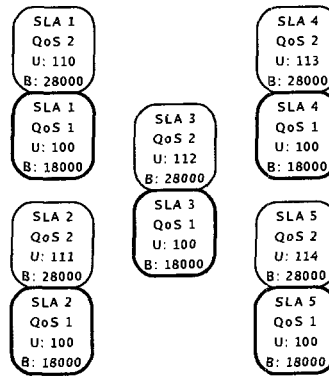 SLA 1
QoS 2
U: 110
B: 28000
SLA 1
QoS 1
U: 100
B: 18000
SLA 2
QoS 2
U: 111
B: 28000
SLA 2
QoS 1
U: 100
B: 18000
SLA 3
QoS 2
U: 112
B: 28000
SLA 3
QoS 1
U: 100
B: 18000
SLA 4
QoS 2
U: 113
B: 28000
SLA 4
QoS 1
U: 100
B: 18000
SLA 5
QoS 2
U: 114
B: 28000
SLA 5
QoS 1
U: 100
B: 18000